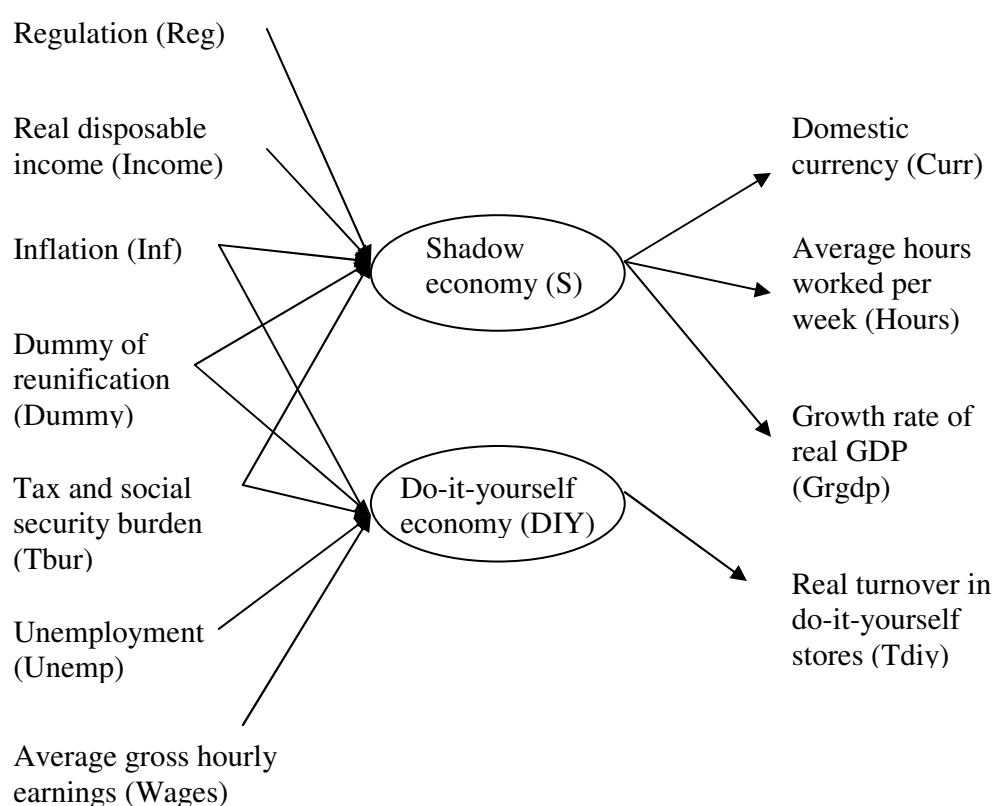 Regulation (Reg)
Real disposable
income (Income)
Inflation (Inf)
Dummy of
reunification
(Dummy)
Tax and social
security burden
(Tbur)
Unemployment
(Unemp)
Average gross hourly
earnings (Wages)
Shadow
economy (S)
Do-it-yourself
economy (DIY)
Domestic
currency (Curr)
Average hours
worked per
week (Hours)
Growth rate of
real GDP
(Grgdp)
Real turnover in
do-it-yourself
stores (Tdiy)